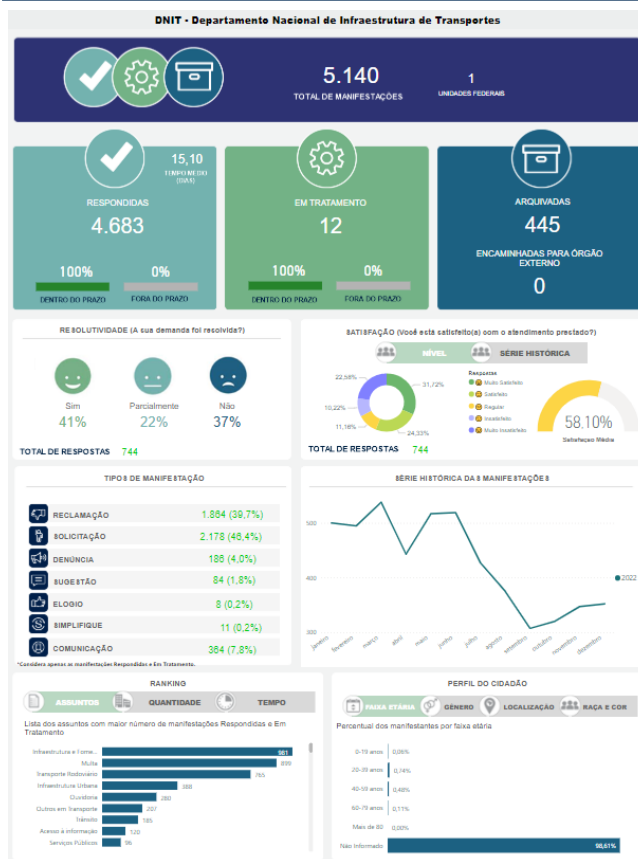 DNIT - Departamento Nacional de Infraestrutura de Transportes
5.140
TOTAL DE MANIFESTAÇÕES
1
UNIDADES FEDERAIS
15,10
TEMPO MÉDIO
(DIAS)
RESPONDIDAS
4.683
100%
0%
DENTRO DO PRAZO
FORA DO PRAZO
EM TRATAMENTO
12
100%
0%
DENTRO DO PRAZO
FORA DO PRAZO
ARQUIVADAS
445
ENCAMINHADAS PARA ÓRGÃO
EXTERNO
0
RESOLUTIVIDADE (A sua demanda foi resolvida?)
Sim
41%
Parcialmente
22%
Não
37%
TOTAL DE RESPOSTAS 744
SATISFAÇÃO (Você está satisfeito(a) com o atendimento prestado?)
NÍVEL
SÉRIE HISTÓRICA
22,58%
31,72%
10,22%
11,16%
24,33%
Respostas
Muito Satisfeito
Satisfeito
Regular
Insatisfeito
Muito Insatisfeito
58.10%
Satisfação Média
TOTAL DE RESPOSTAS 744
TIPOS DE MANIFESTAÇÃO
RECLAMAÇÃO 1.864 (39,7%)
SOLICITAÇÃO 2.178 (46,4%)
DENÚNCIA 186 (4,0%)
SUGESTÃO 84 (1,8%)
ELOGIO 8 (0,2%)
SIMPLIFIQUE 11 (0,2%)
COMUNICAÇÃO 364 (7,8%)
*Considera apenas as manifestações Respondidas e Em Tratamento.
SÉRIE HISTÓRICA DAS MANIFESTAÇÕES
500
400
300
janeiro
fevereiro
março
abril
maio
junho
julho
agosto
setembro
outubro
novembro
dezembro
2022
RANKING
ASSUNTOS
QUANTIDADE
TEMPO
Lista dos assuntos com maior número de manifestações Respondidas e Em
Tratamento
Infraestrutura e Fome... 981
Multa 899
Transporte Rodoviário 765
Infraestrutura Urbana 388
Ouvidoria 280
Outros em Transporte 207
Trânsito 185
Acesso à informação 120
Serviços Públicos 96
PERFIL DO CIDADÃO
FAIXA ETÁRIA
GÊNERO
LOCALIZAÇÃO
RAÇA E COR
Percentual dos manifestantes por faixa etária
0-19 anos 0,06%
20-39 anos 0,74%
40-59 anos 0,48%
60-79 anos 0,11%
Mais de 80 0,00%
Não Informado 98,61%